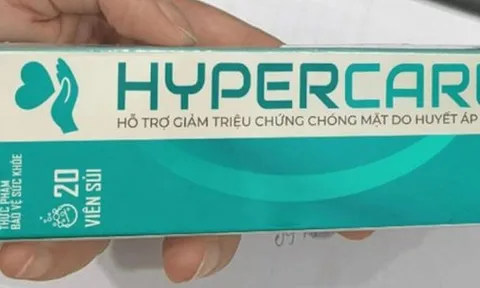 HYPERCARE
HỖ TRỢ GIẢM TRIỆU CHỨNG CHÓNG MẶT DO HUYẾT ÁP
THỰC PHẨM
BẢO VỆ SỨC KHỎE
20
VIÊN SỦI